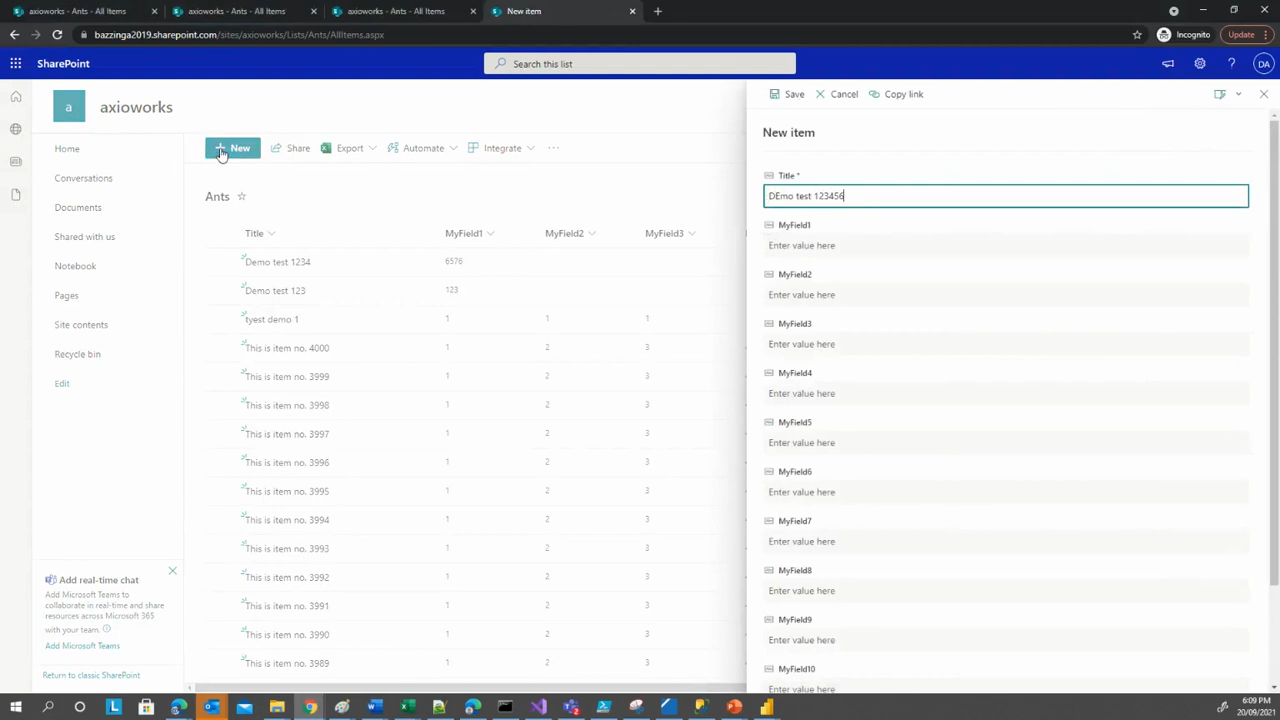 axioworks - Ants - All Items
axioworks - Ants - All Items
axioworks - Ants - All Items
New item
bazzinga2019.sharepoint.com/sites/axioworks/Lists/Ants/AllItems.aspx
Incognito
Update
SharePoint
Search this list
DA
a
axioworks
Home
Conversations
Documents
Shared with us
Notebook
Pages
Site contents
Recycle bin
Edit
Add real-time chat
Add Microsoft Teams to
collaborate in real-time and share
resources across Microsoft 365
with your team.
Add Microsoft Teams
Return to classic SharePoint
New
Share
Export
Automate
Integrate
Ants
Title MyField1 MyField2 MyField3
Demo test 1234 6576
Demo test 123 123
tyest demo 1 1 1 1
This is item no. 4000 1 2 3
This is item no. 3999 1 2 3
This is item no. 3998 1 2 3
This is item no. 3997 1 2 3
This is item no. 3996 1 2 3
This is item no. 3995 1 2 3
This is item no. 3994 1 2 3
This is item no. 3993 1 2 3
This is item no. 3992 1 2 3
This is item no. 3991 1 2 3
This is item no. 3990 1 2 3
This is item no. 3989 1 2 3
Save
Cancel
Copy link
New item
Title *
DEmo test 123456
MyField1
Enter value here
MyField2
Enter value here
MyField3
Enter value here
MyField4
Enter value here
MyField5
Enter value here
MyField6
Enter value here
MyField7
Enter value here
MyField8
Enter value here
MyField9
Enter value here
MyField10
Enter value here
6:09 PM
20/09/2021